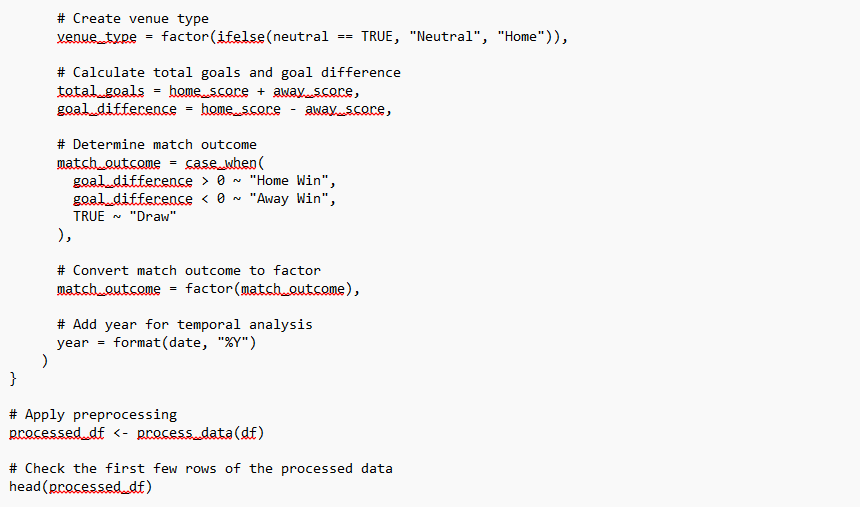 # Create venue type
venue_type = factor(ifelse(neutral == TRUE, "Neutral", "Home")),
# Calculate total goals and goal difference
total_goals = home_score + away_score,
goal_difference = home_score - away_score,
# Determine match outcome
match_outcome = case_when(
goal_difference > 0 ~ "Home Win",
goal_difference < 0 ~ "Away Win",
TRUE ~ "Draw"
),
# Convert match outcome to factor
match_outcome = factor(match_outcome),
# Add year for temporal analysis
year = format(date, "%Y")
)
}
# Apply preprocessing
processed_df <- process_data(df)
# Check the first few rows of the processed data
head(processed_df)